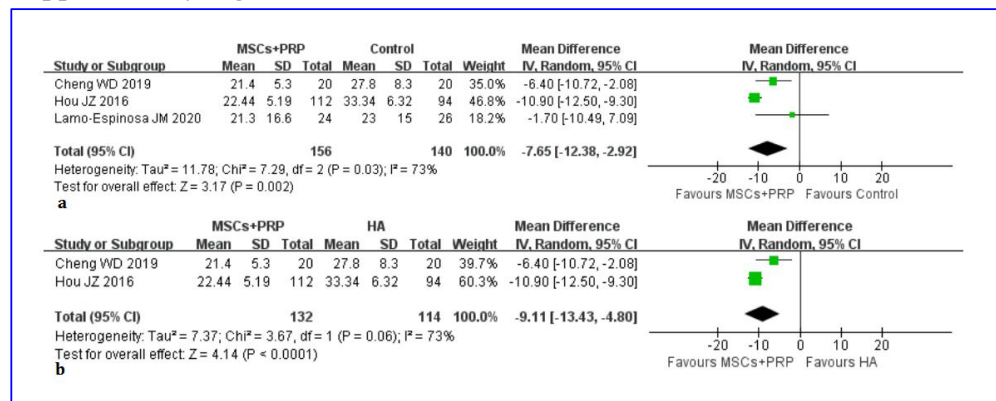 MSCs+PRP Control Mean Difference Mean Difference
Study or Subgroup Mean SD Total Mean SD Total Weight IV, Random, 95% CI IV, Random, 95% CI
Cheng WD 2019 21.4 5.3 20 27.8 8.3 20 35.0% -6.40 [-10.72, -2.08]
Hou JZ 2016 22.44 5.19 112 33.34 6.32 94 46.8% -10.90 [-12.50, -9.30]
Lamo-Espinosa JM 2020 21.3 16.6 24 23 15 26 18.2% -1.70 [-10.49, 7.09]
Total (95% CI) 156 140 100.0% -7.65 [-12.38, -2.92]
Heterogeneity: Tau² = 11.78; Chi² = 7.29, df = 2 (P = 0.03); I² = 73%
Test for overall effect: Z = 3.17 (P = 0.002)
-20 -10 0 10 20
Favours MSCs+PRP Favours Control
a
MSCs+PRP HA Mean Difference Mean Difference
Study or Subgroup Mean SD Total Mean SD Total Weight IV, Random, 95% CI IV, Random, 95% CI
Cheng WD 2019 21.4 5.3 20 27.8 8.3 20 39.7% -6.40 [-10.72, -2.08]
Hou JZ 2016 22.44 5.19 112 33.34 6.32 94 60.3% -10.90 [-12.50, -9.30]
Total (95% CI) 132 114 100.0% -9.11 [-13.43, -4.80]
Heterogeneity: Tau² = 7.37; Chi² = 3.67, df = 1 (P = 0.06); I² = 73%
Test for overall effect: Z = 4.14 (P < 0.0001)
-20 -10 0 10 20
Favours MSCs+PRP Favours HA
b